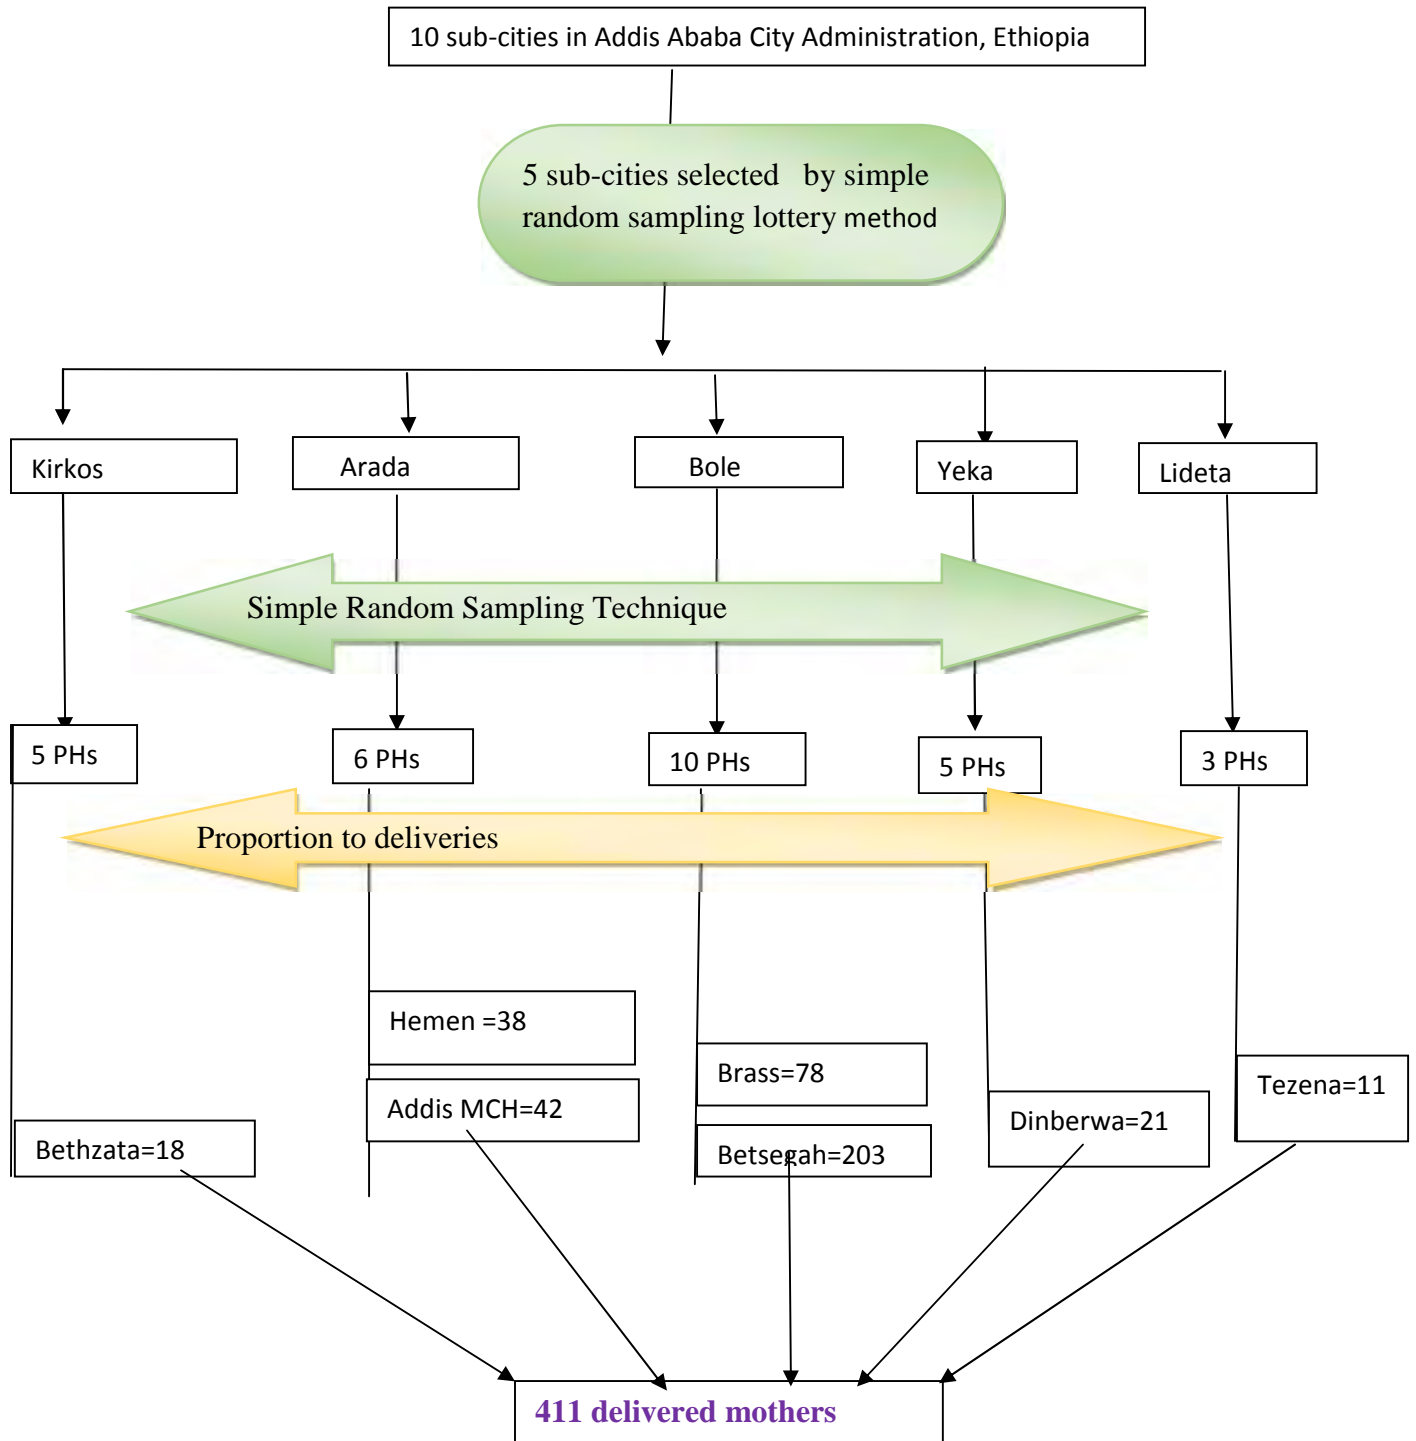 10 sub-cities in Addis Ababa City Administration, Ethiopia
5 sub-cities selected by simple
random sampling lottery method
Kirkos
Arada
Bole
Yeka
Lideta
Simple Random Sampling Technique
5 PHs
6 PHs
10 PHs
5 PHs
3 PHs
Proportion to deliveries
Hemen =38
Brass=78
Tezena=11
Addis MCH=42
Dinberwa=21
Bethzata=18
Betsegah=203
411 delivered mothers